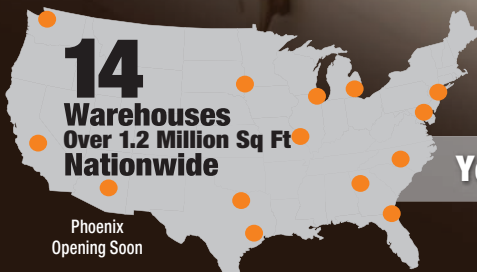 14
Warehouses
Over 1.2 Million Sq Ft
Nationwide
Phoenix
Opening Soon